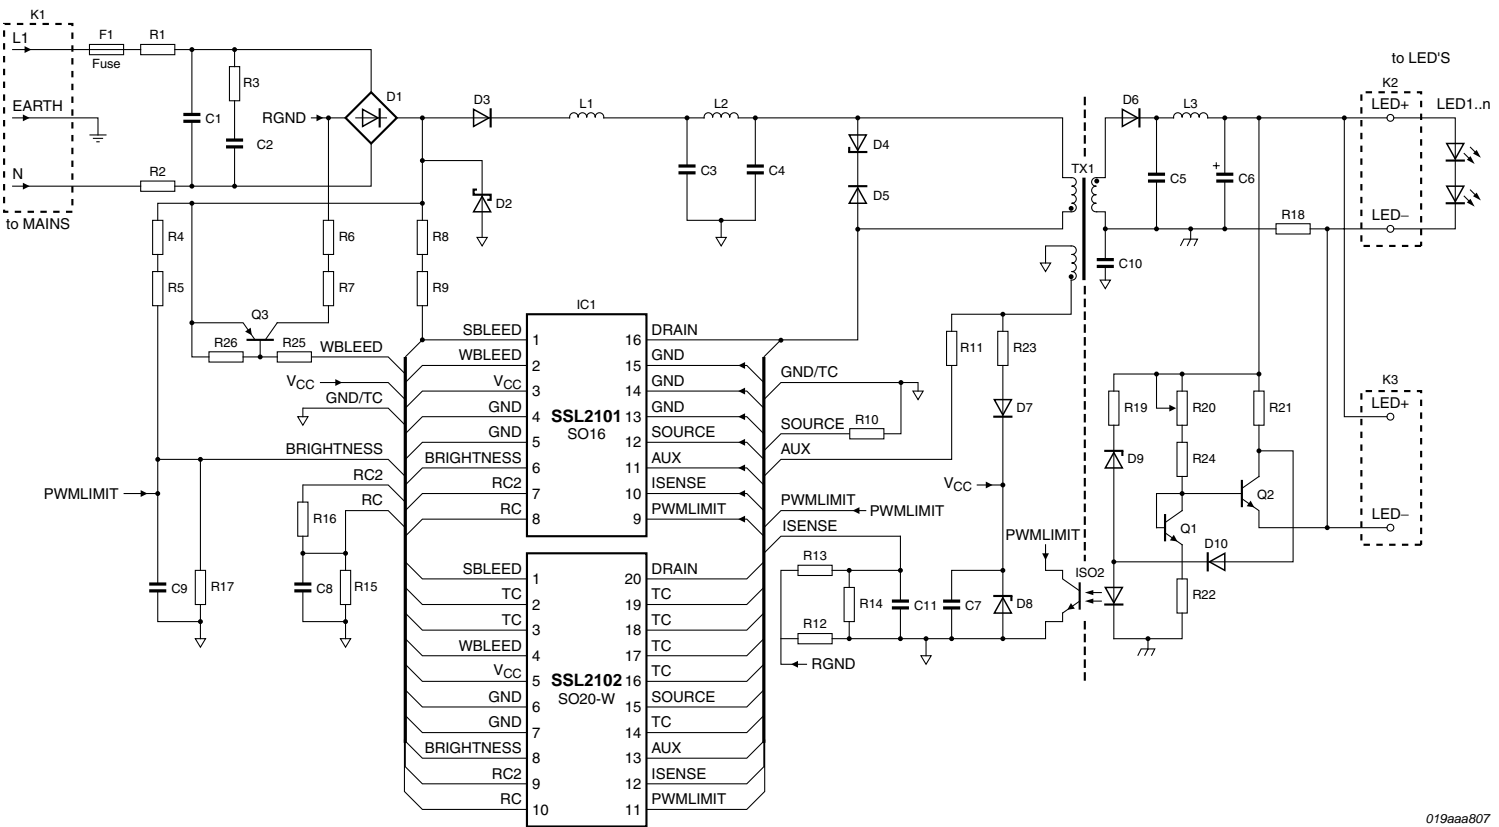 K1
L1
F1
Fuse
R1
EARTH
N
R2
to MAINS
C1
R3
C2
RGND
D1
D3
L1
L2
C3
C4
D2
D4
D5
TX1
D6
L3
C5
+
C6
C10
R18
to LED'S
K2
LED+
LED1..n
LED–
R4
R5
R6
R7
R8
R9
Q3
R26
R25
WBLEED
VCC
GND/TC
BRIGHTNESS
RC2
RC
PWMLIMIT
R16
C9
R17
C8
R15
IC1
SBLEED 1
WBLEED 2
VCC 3
GND 4
GND 5
BRIGHTNESS 6
RC2 7
RC 8
SSL2101
SO16
16 DRAIN
15 GND
14 GND
13 GND
12 SOURCE
11 AUX
10 ISENSE
9 PWMLIMIT
SBLEED 1
TC 2
TC 3
WBLEED 4
VCC 5
GND 6
GND 7
BRIGHTNESS 8
RC2 9
RC 10
SSL2102
SO20-W
20 DRAIN
19 TC
18 TC
17 TC
16 TC
15 SOURCE
14 TC
13 AUX
12 ISENSE
11 PWMLIMIT
GND/TC
SOURCE
R10
AUX
PWMLIMIT
PWMLIMIT
ISENSE
R11
R23
D7
VCC
R13
R14
R12
RGND
C11
C7
D8
PWMLIMIT
ISO2
R19
R20
R21
D9
R24
Q2
Q1
D10
R22
K3
LED+
LED–
019aaa807